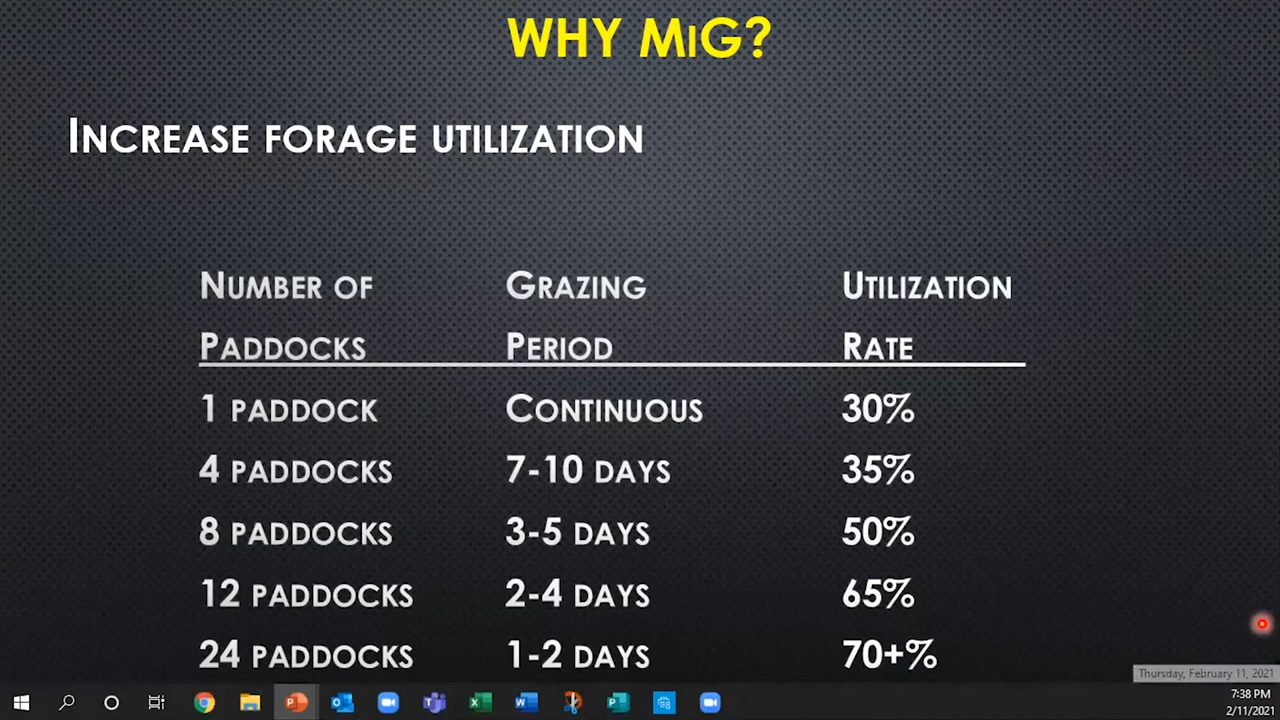 WHY MiG?
INCREASE FORAGE UTILIZATION
NUMBER OF GRAZING UTILIZATION
PADDOCKS PERIOD RATE
1 PADDOCK CONTINUOUS 30%
4 PADDOCKS 7-10 DAYS 35%
8 PADDOCKS 3-5 DAYS 50%
12 PADDOCKS 2-4 DAYS 65%
24 PADDOCKS 1-2 DAYS 70+%
Thursday, February 11, 2021
7:38 PM
2/11/2021